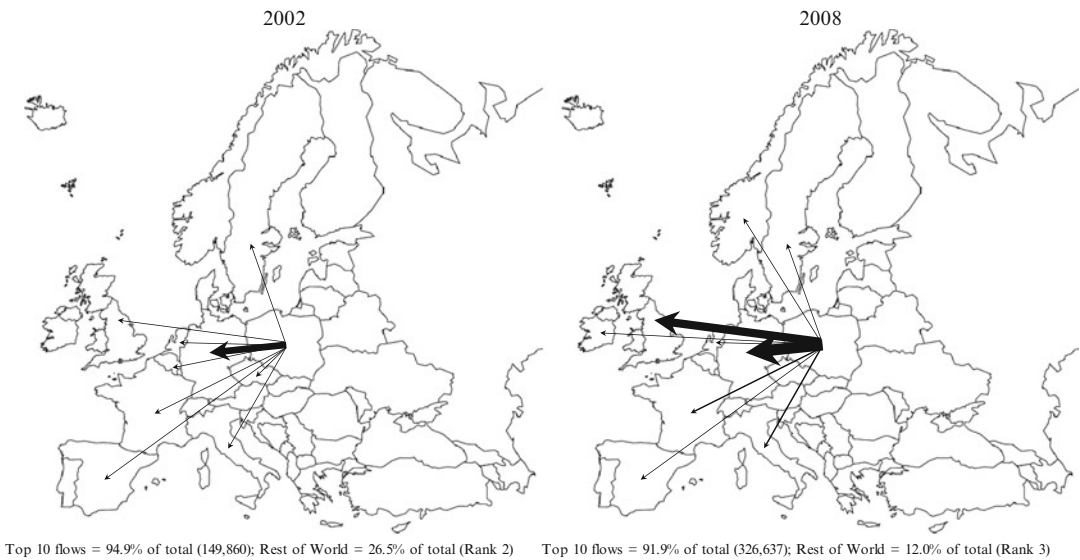 2002
2008
Top 10 flows = 94.9% of total (149,860); Rest of World = 26.5% of total (Rank 2)
Top 10 flows = 91.9% of total (326,637); Rest of World = 12.0% of total (Rank 3)